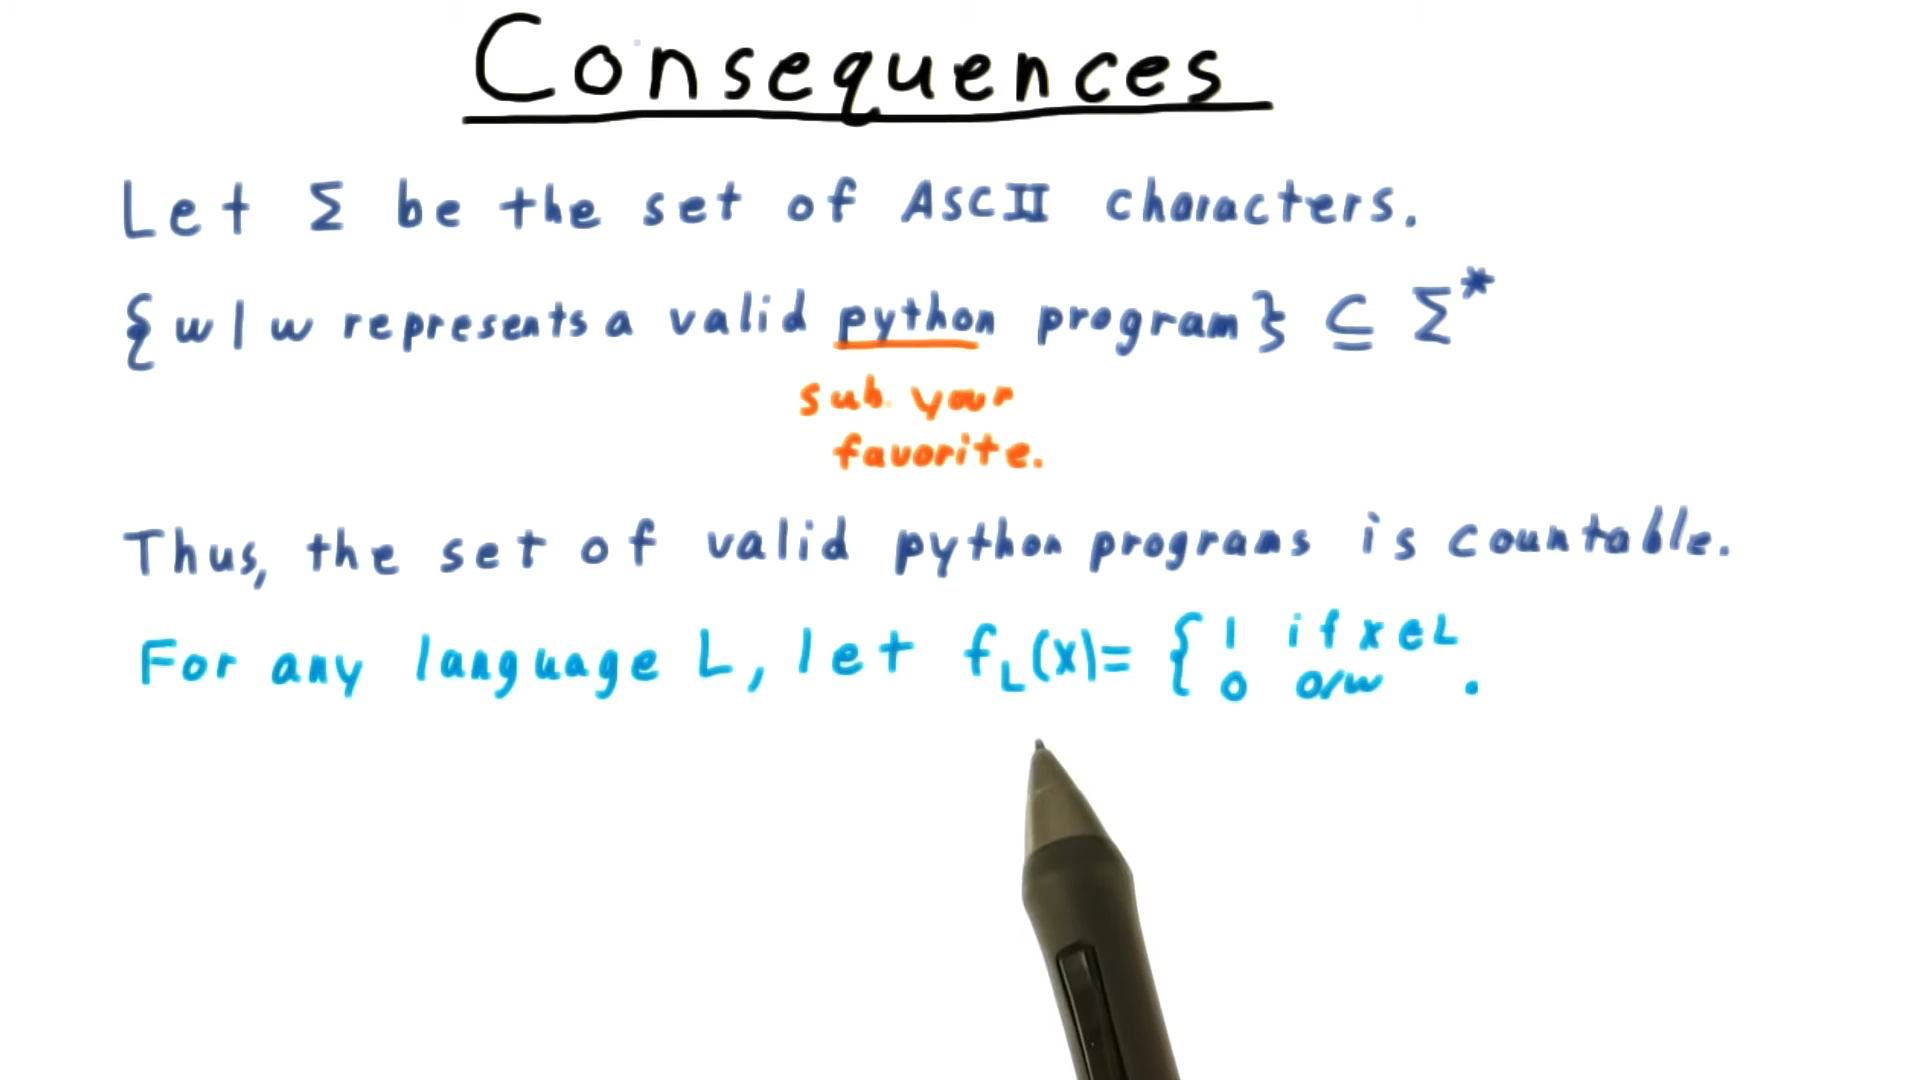 Consequences
Let Σ be the set of ASCII characters.
{w | w represents a valid python program} ⊆ Σ*
sub. your
favorite.
Thus, the set of valid python programs is countable.
For any language L, let f_L(x) = { 1 if x ∈ L
0 o/w .